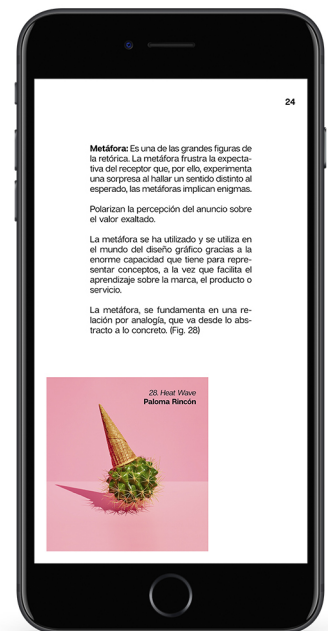 24
Metáfora: Es una de las grandes figuras de
la retórica. La metáfora frustra la expecta-
tiva del receptor que, por ello, experimenta
una sorpresa al hallar un sentido distinto al
esperado, las metáforas implican enigmas.
Polarizan la percepción del anuncio sobre
el valor exaltado.
La metáfora se ha utilizado y se utiliza en
el mundo del diseño gráfico gracias a la
enorme capacidad que tiene para repre-
sentar conceptos, a la vez que facilita el
aprendizaje sobre la marca, el producto o
servicio.
La metáfora, se fundamenta en una re-
lación por analogía, que va desde lo abs-
tracto a lo concreto. (Fig. 28)
28. Heat Wave
Paloma Rincón